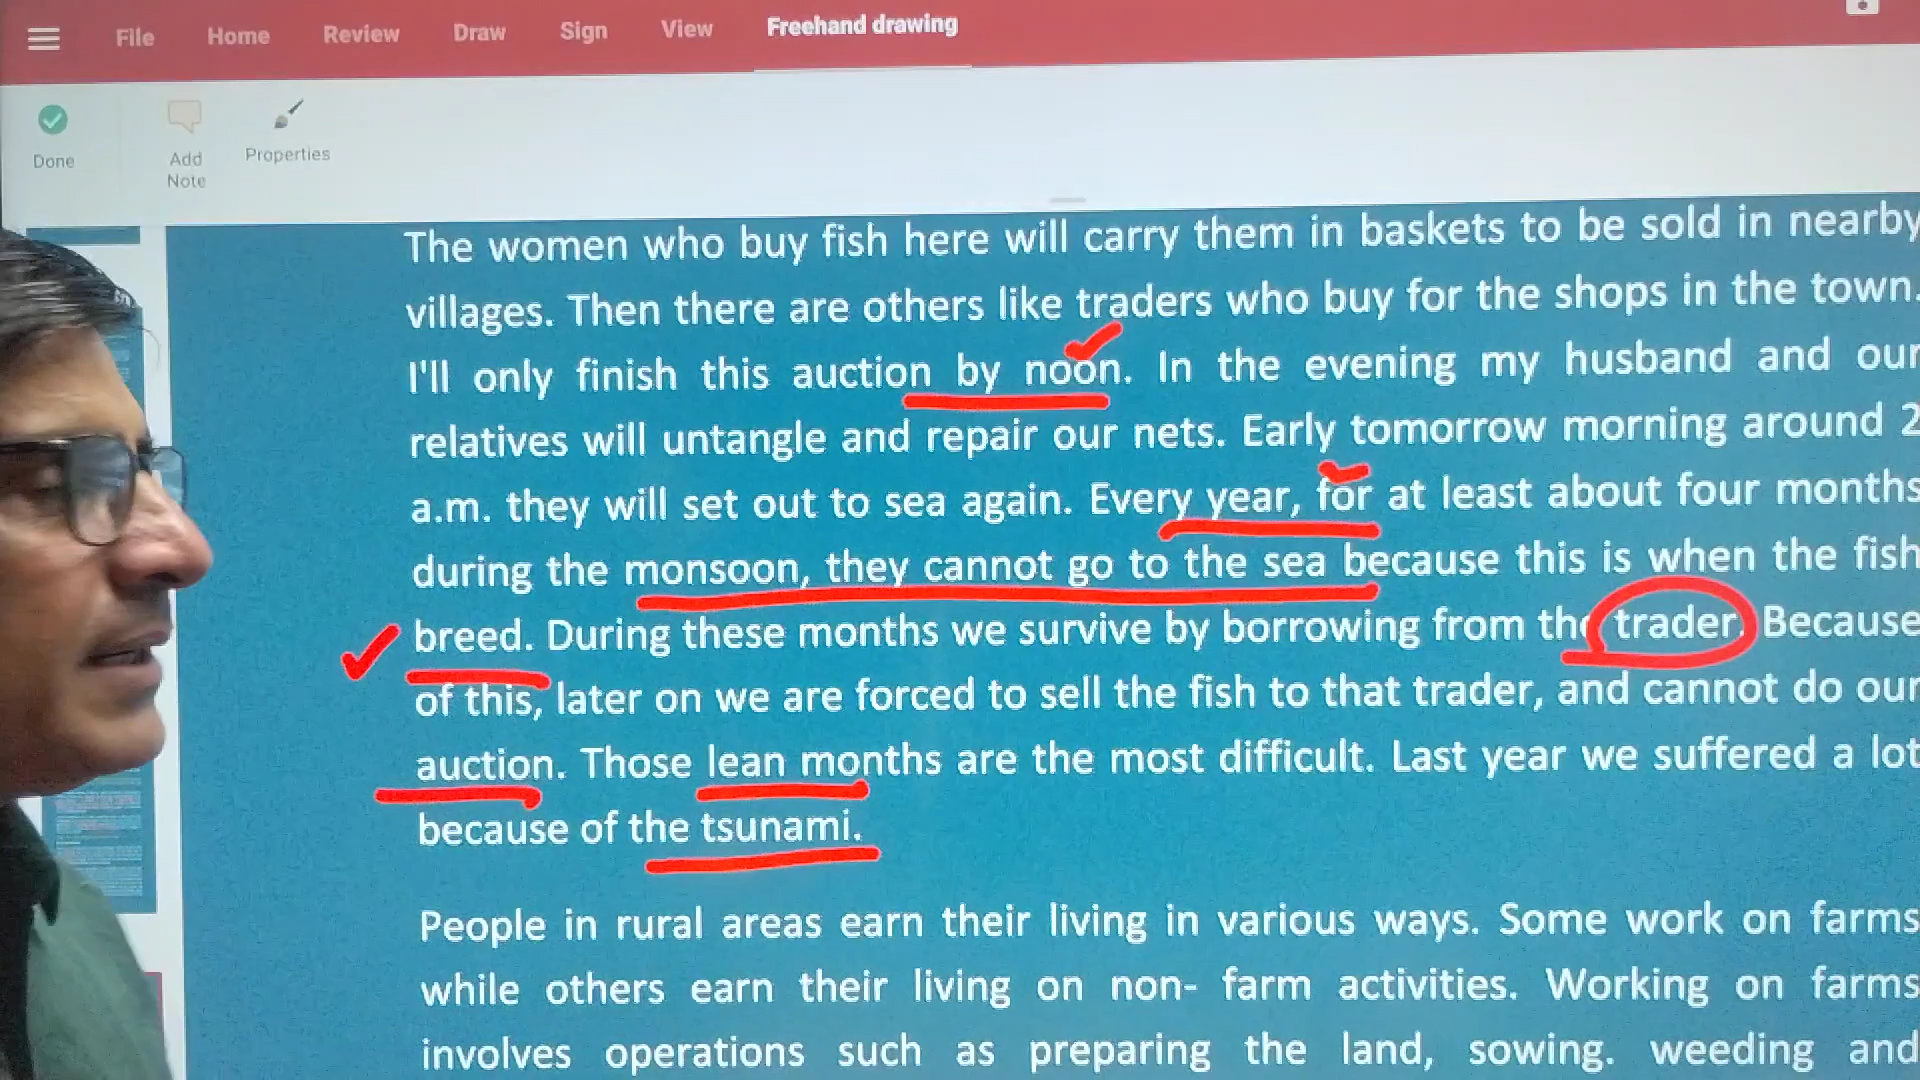 File Home Review Draw Sign View Freehand drawing
Done
Add
Note
Properties
The women who buy fish here will carry them in baskets to be sold in nearby
villages. Then there are others like traders who buy for the shops in the town.
I'll only finish this auction by noon. In the evening my husband and our
relatives will untangle and repair our nets. Early tomorrow morning around 2
a.m. they will set out to sea again. Every year, for at least about four months
during the monsoon, they cannot go to the sea because this is when the fish
breed. During these months we survive by borrowing from the trader. Because
of this, later on we are forced to sell the fish to that trader, and cannot do our
auction. Those lean months are the most difficult. Last year we suffered a lot
because of the tsunami.
People in rural areas earn their living in various ways. Some work on farms
while others earn their living on non- farm activities. Working on farms
involves operations such as preparing the land, sowing. weeding and